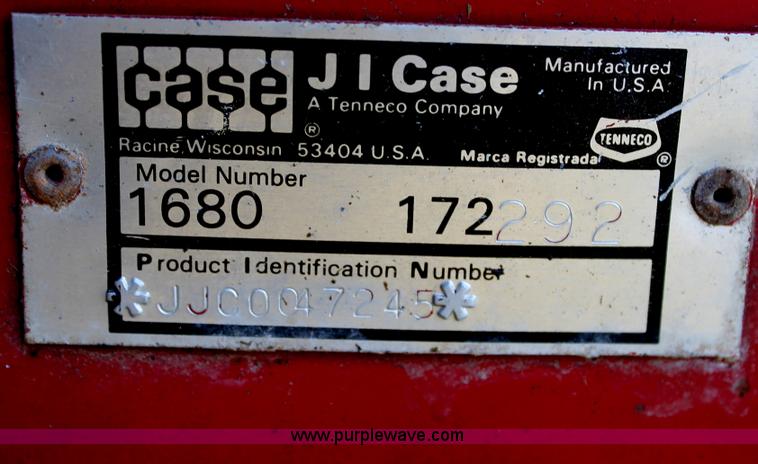 case
J I Case
A Tenneco Company
®
Manufactured
In U.S.A
TENNECO
®
Racine, Wisconsin 53404 U.S.A.
Marca Registrada
Model Number
1680 172292
Product Identification Number
*JJC0047245*
www.purplewave.com